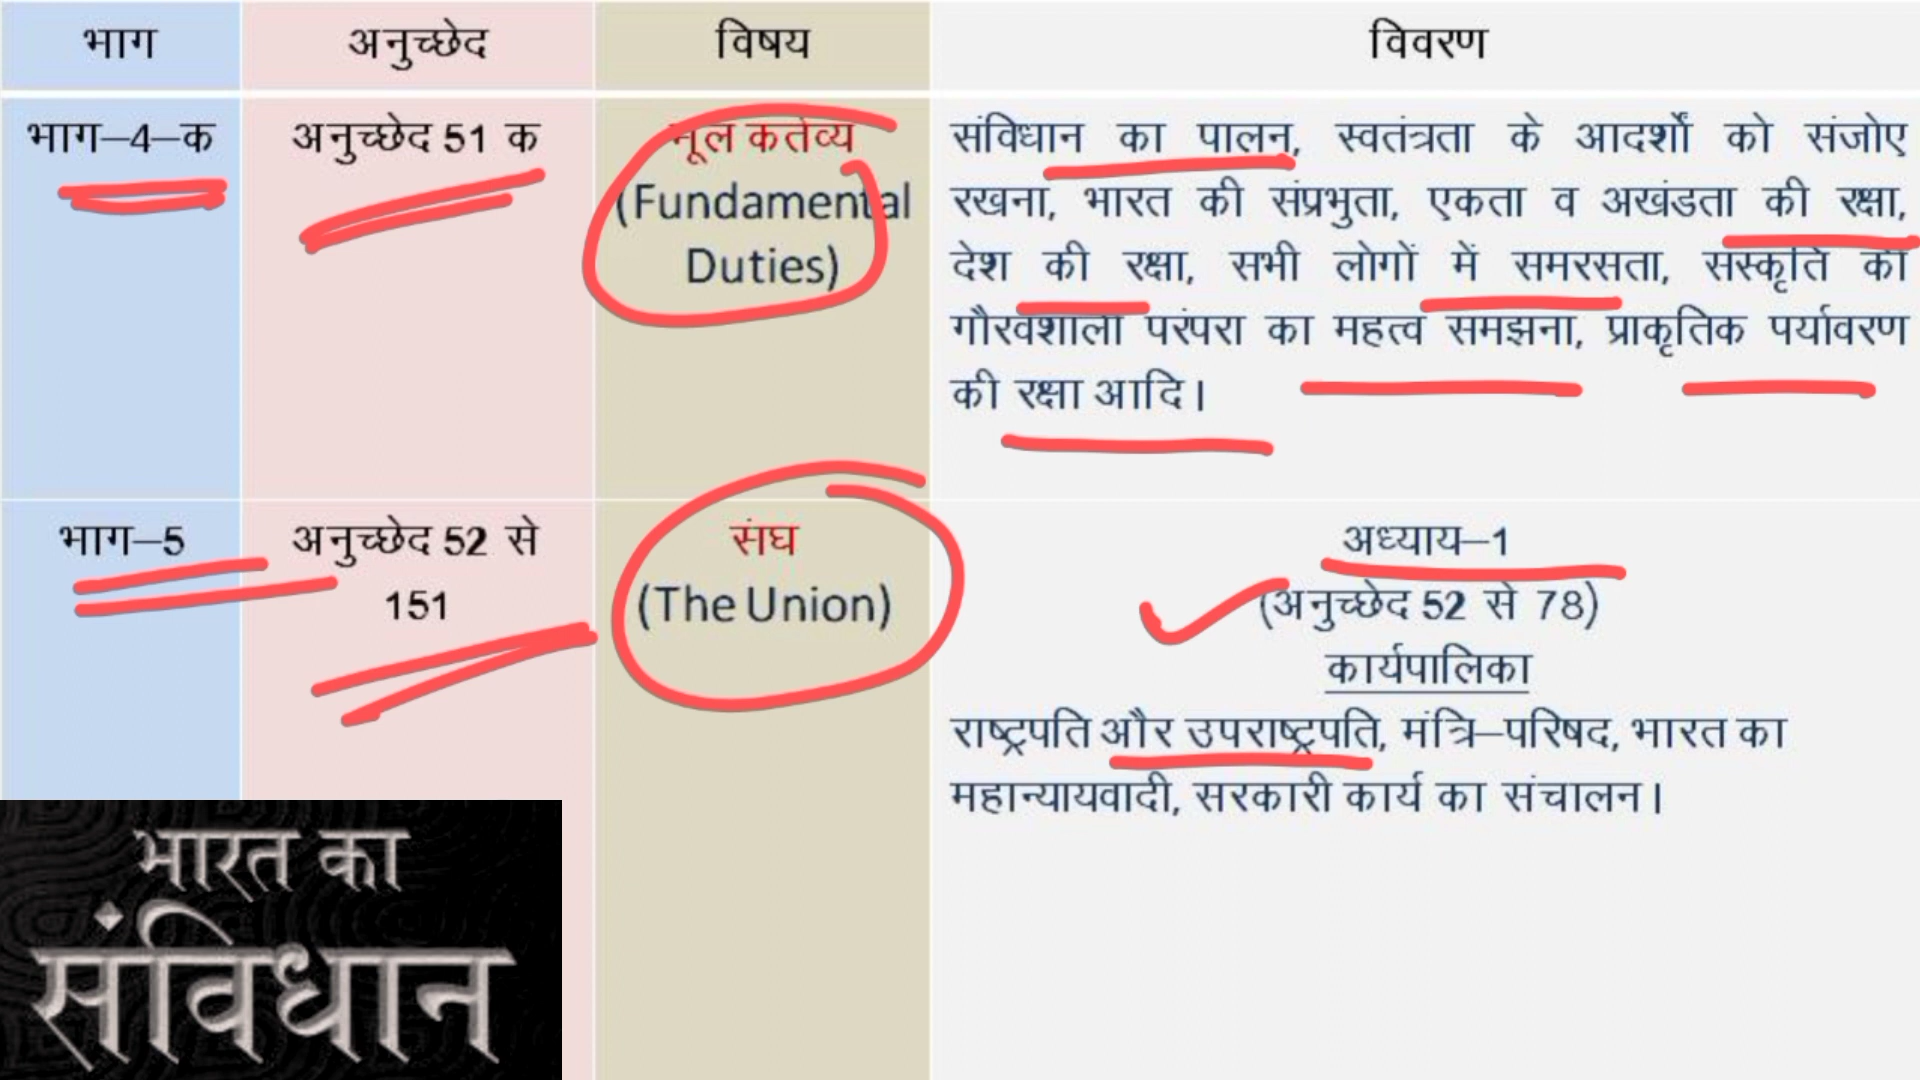 भाग
अनुच्छेद
विषय
विवरण
भाग–4–क
अनुच्छेद 51 क
मूल कर्तव्य
(Fundamental
Duties)
संविधान का पालन, स्वतंत्रता के आदर्शों को संजोए
रखना, भारत की संप्रभुता, एकता व अखंडता की रक्षा,
देश की रक्षा, सभी लोगों में समरसता, संस्कृति की
गौरवशाली परंपरा का महत्व समझना, प्राकृतिक पर्यावरण
की रक्षा आदि।
भाग–5
अनुच्छेद 52 से
151
संघ
(The Union)
अध्याय–1
(अनुच्छेद 52 से 78)
कार्यपालिका
राष्ट्रपति और उपराष्ट्रपति, मंत्रि–परिषद, भारत का
महान्यायवादी, सरकारी कार्य का संचालन।
भारत का
संविधान